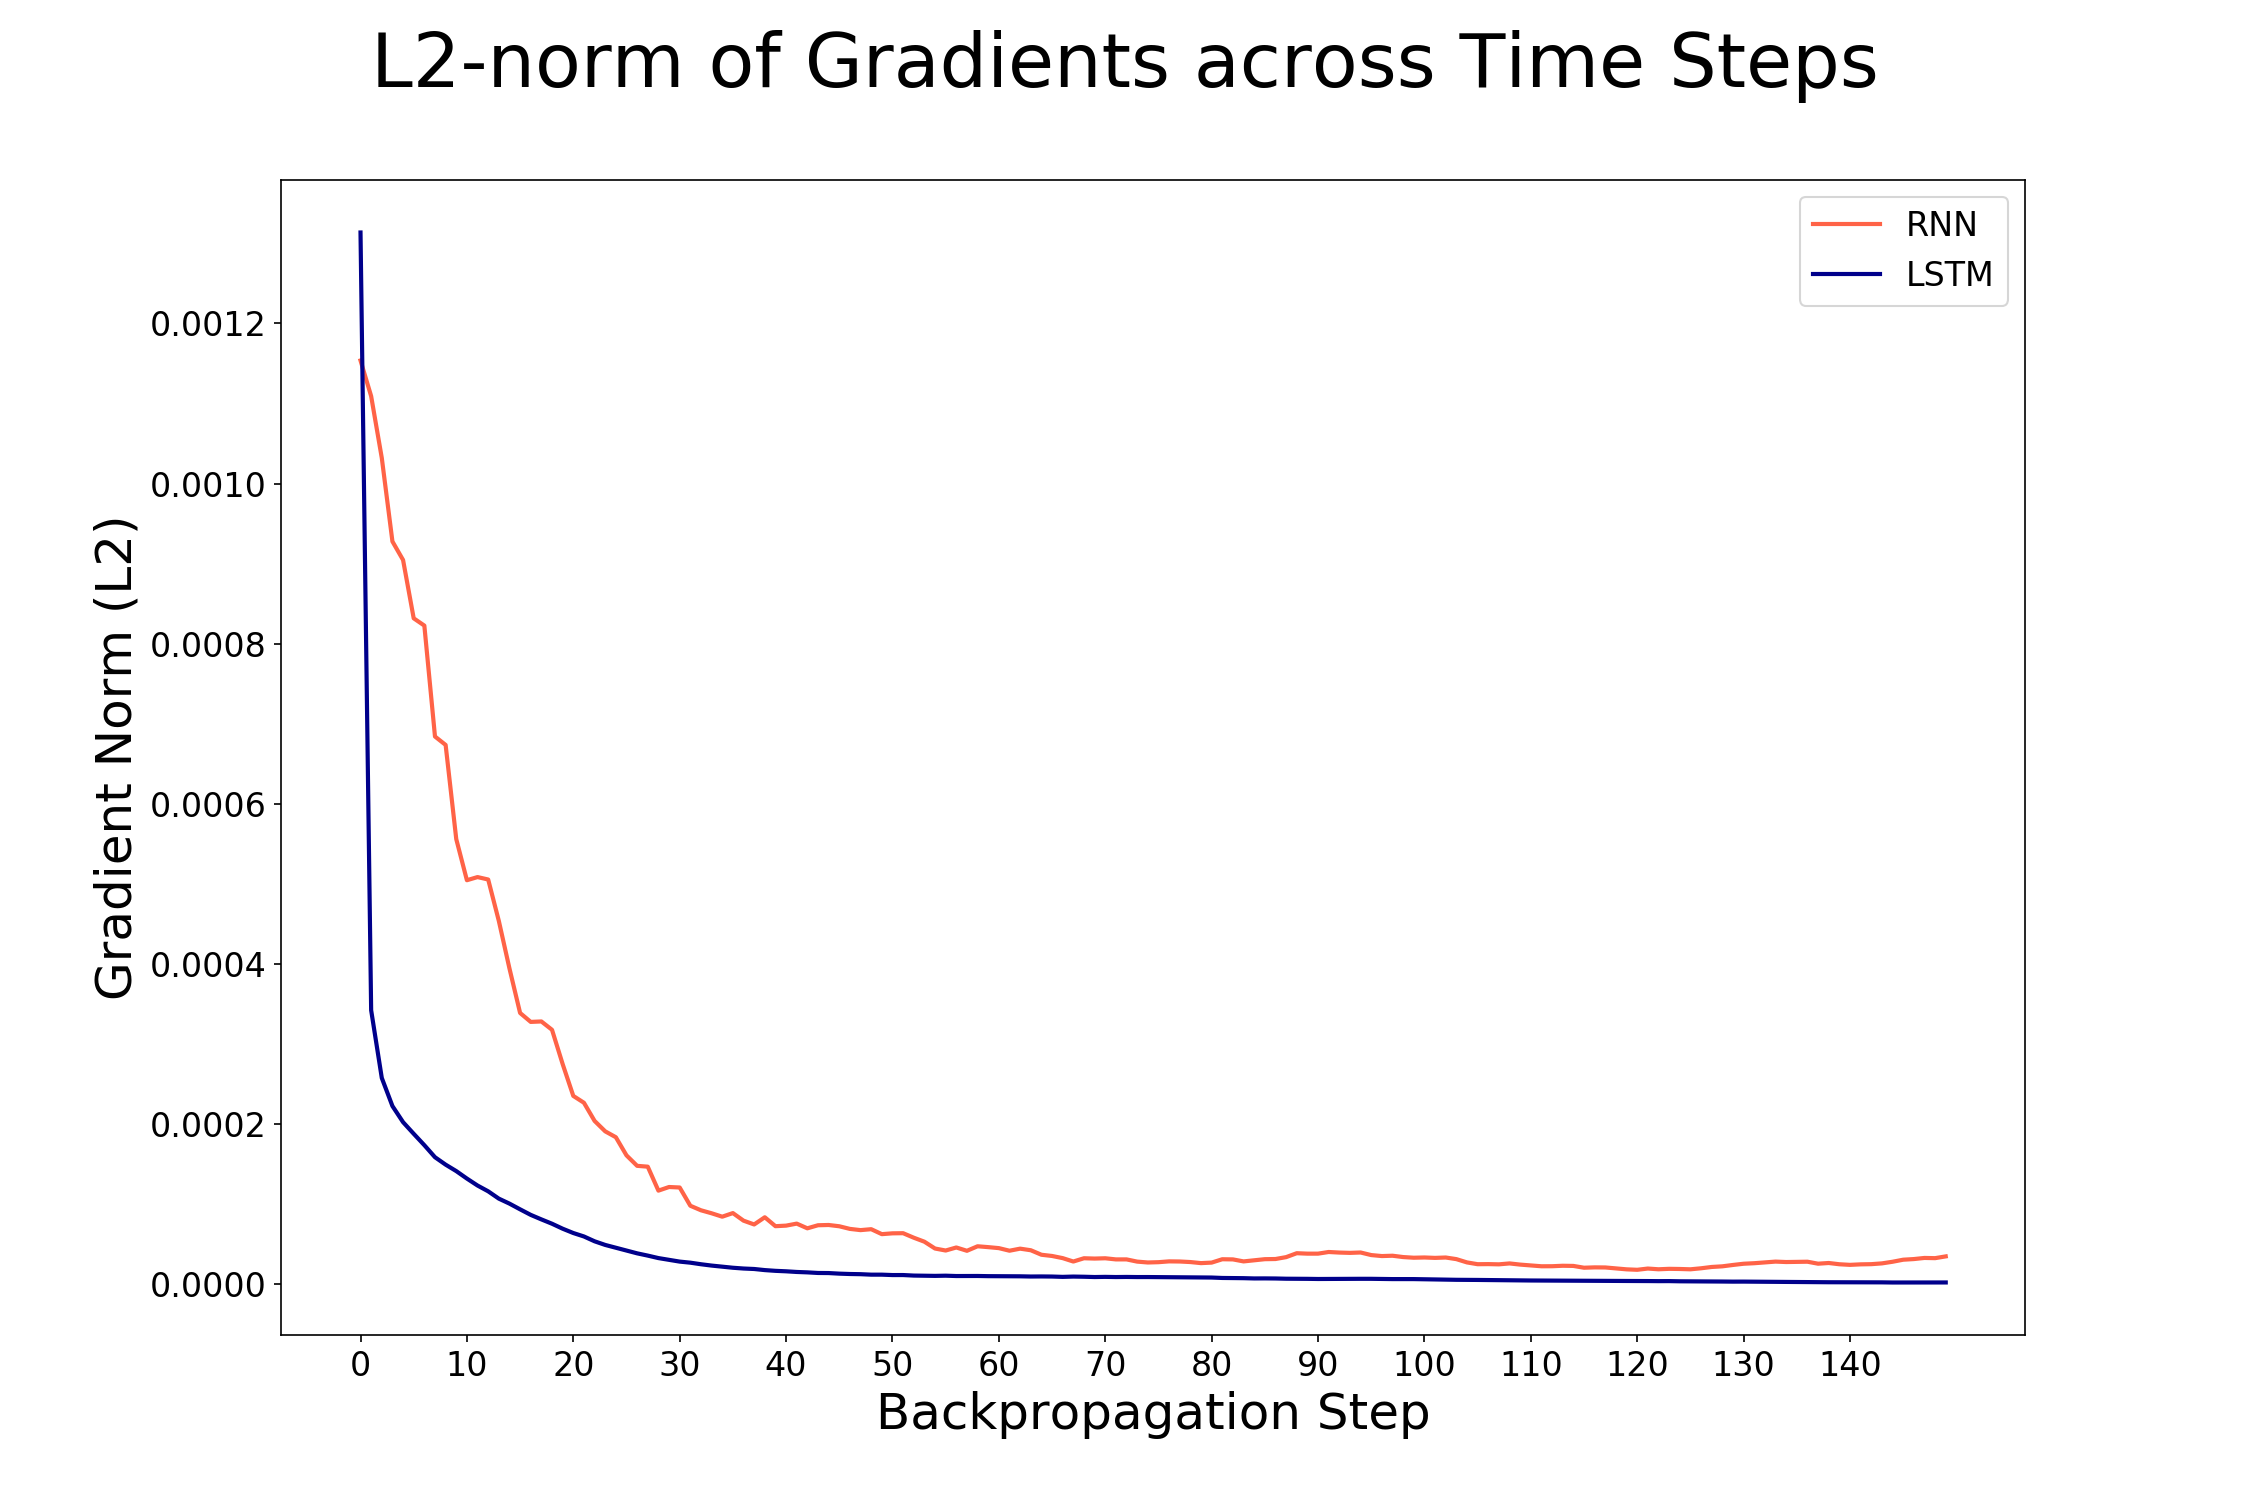 L2-norm of Gradients across Time Steps
RNN
LSTM
Gradient Norm (L2)
0.0012
0.0010
0.0008
0.0006
0.0004
0.0002
0.0000
0 10 20 30 40 50 60 70 80 90 100 110 120 130 140
Backpropagation Step